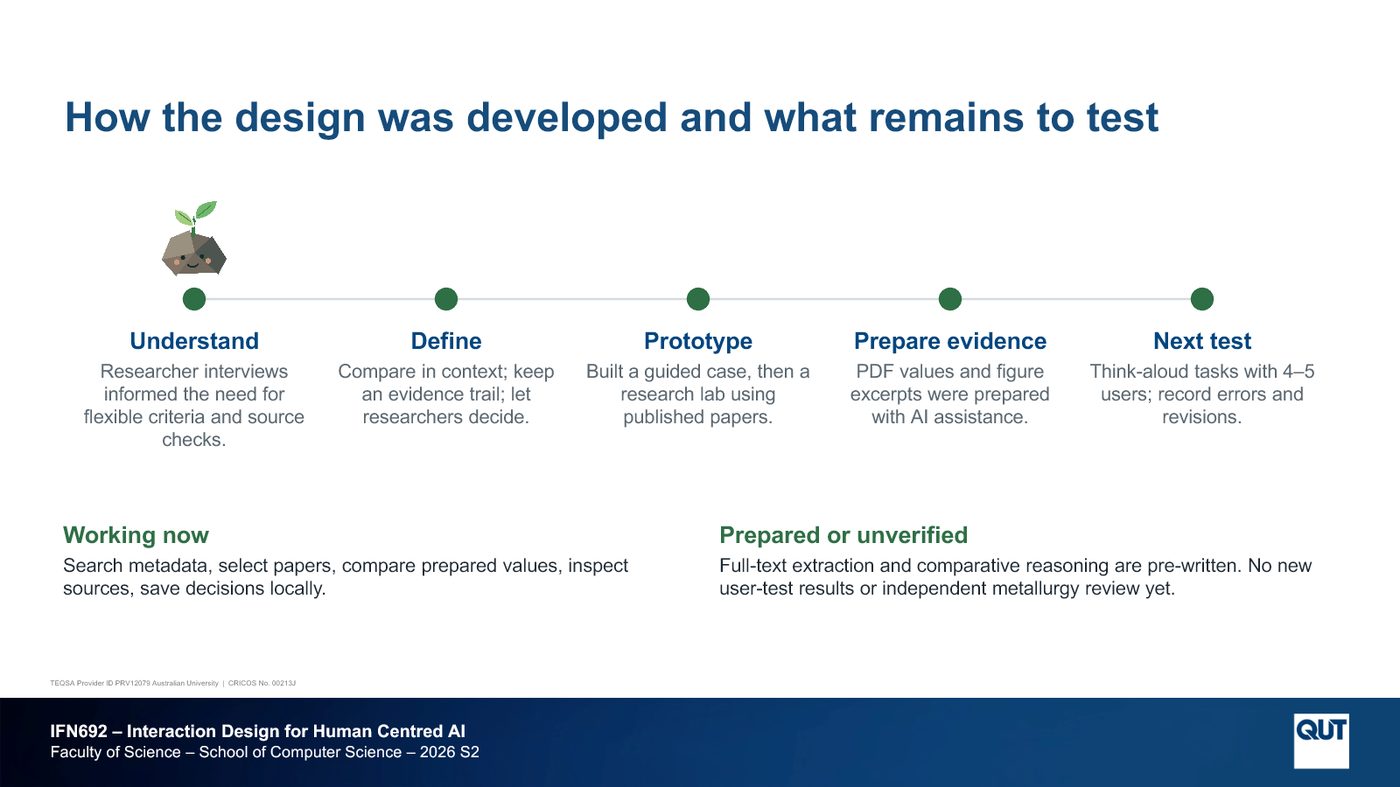 How the design was developed and what remains to test
Understand
Researcher interviews
informed the need for
flexible criteria and source
checks.
Define
Compare in context; keep
an evidence trail; let
researchers decide.
Prototype
Built a guided case, then a
research lab using
published papers.
Prepare evidence
PDF values and figure
excerpts were prepared
with AI assistance.
Next test
Think-aloud tasks with 4–5
users; record errors and
revisions.
Working now
Search metadata, select papers, compare prepared values, inspect
sources, save decisions locally.
Prepared or unverified
Full-text extraction and comparative reasoning are pre-written. No new
user-test results or independent metallurgy review yet.
TEQSA Provider ID PRV12079 Australian University | CRICOS No. 00213J
IFN692 – Interaction Design for Human Centred AI
Faculty of Science – School of Computer Science – 2026 S2
QUT